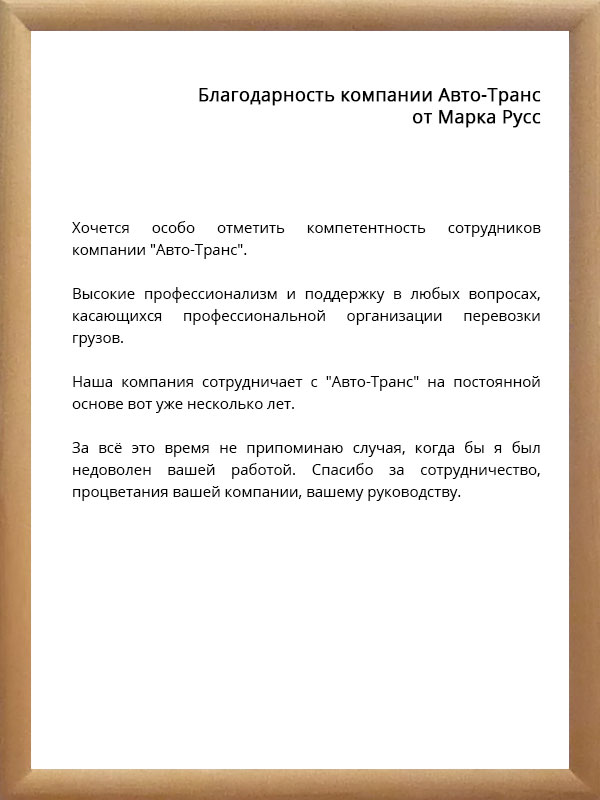 Благодарность компании Авто-Транс
от Марка Русс
Хочется особо отметить компетентность сотрудников
компании "Авто-Транс".
Высокие профессионализм и поддержку в любых вопросах,
касающихся профессиональной организации перевозки
грузов.
Наша компания сотрудничает с "Авто-Транс" на постоянной
основе вот уже несколько лет.
За всё это время не припоминаю случая, когда бы я был
недоволен вашей работой. Спасибо за сотрудничество,
процветания вашей компании, вашему руководству.